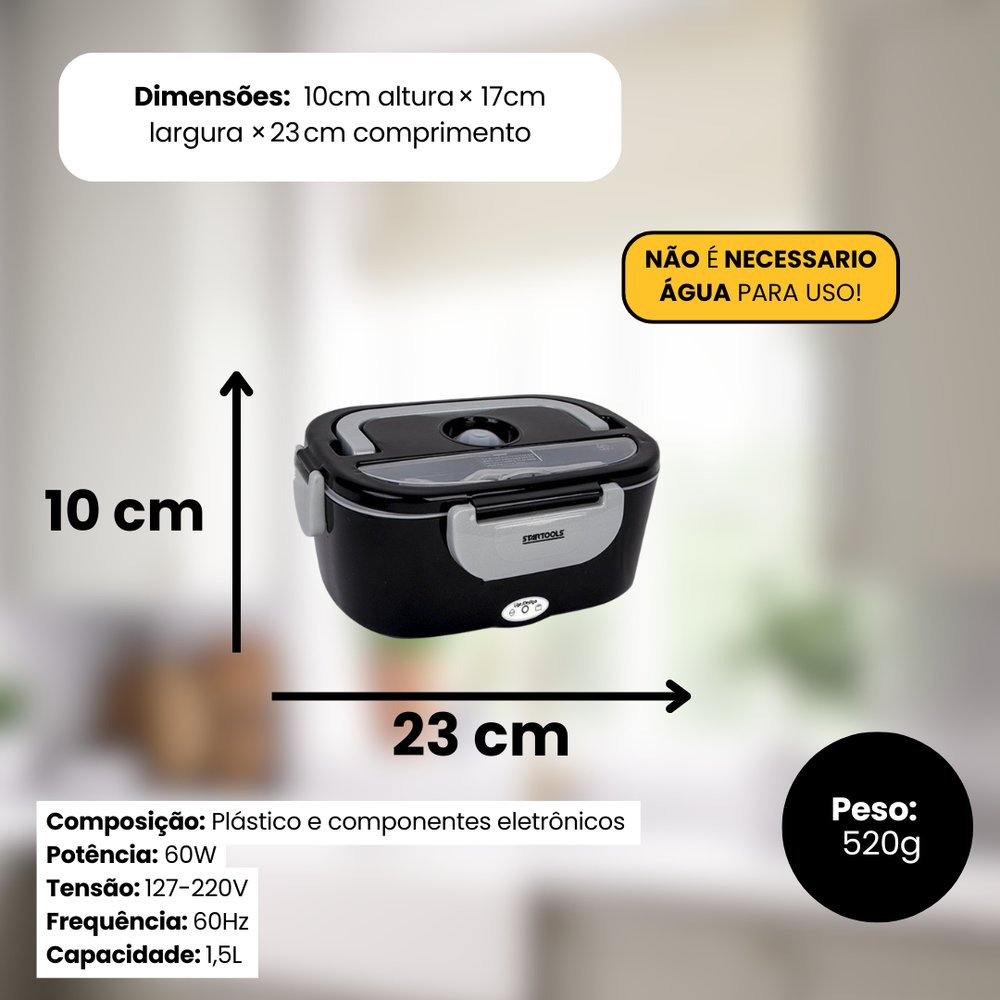 Dimensões: 10cm altura × 17cm
largura × 23 cm comprimento
NÃO É NECESSARIO
ÁGUA PARA USO!
10 cm
STARTOOLS
23 cm
Peso:
520g
Composição: Plástico e componentes eletrônicos
Potência: 60W
Tensão: 127-220V
Frequência: 60Hz
Capacidade: 1,5L